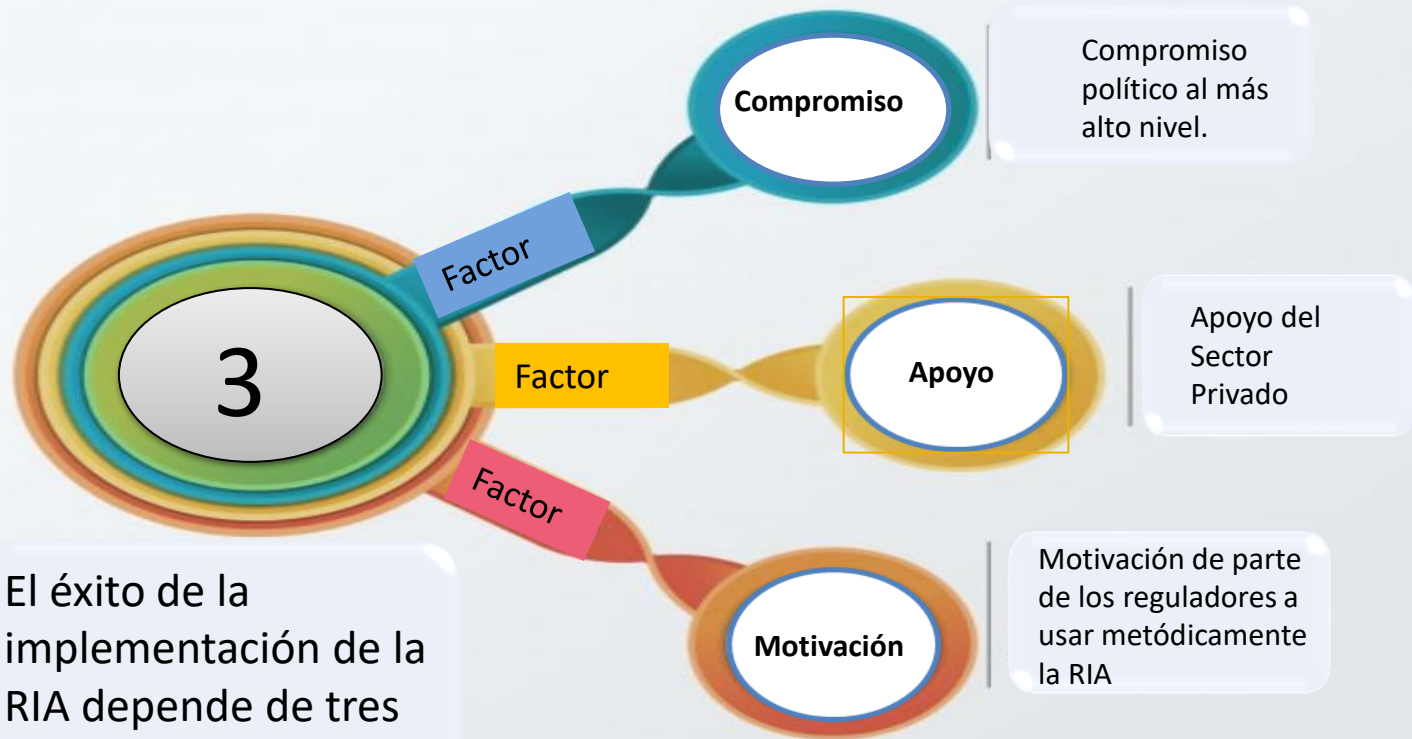 3
El éxito de la
implementación de la
RIA depende de tres
Factor
Compromiso
Compromiso
político al más
alto nivel.
Factor
Apoyo
Apoyo del
Sector
Privado
Factor
Motivación
Motivación de parte
de los reguladores a
usar metódicamente
la RIA